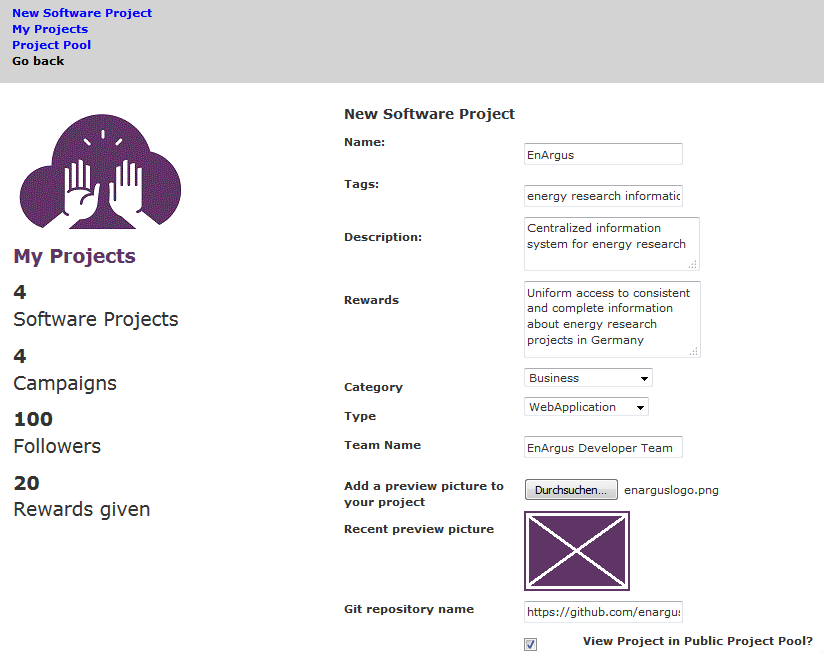 New Software Project
My Projects
Project Pool
Go back
My Projects
4
Software Projects
4
Campaigns
100
Followers
20
Rewards given
New Software Project
Name:
EnArgus
Tags:
energy research informatic
Description:
Centralized information
system for energy research
Rewards
Uniform access to consistent
and complete information
about energy research
projects in Germany
Category
Business
Type
WebApplication
Team Name
EnArgus Developer Team
Add a preview picture to
your project
Durchsuchen... enarguslogo.png
Recent preview picture
Git repository name
https://github.com/enargus
View Project in Public Project Pool?